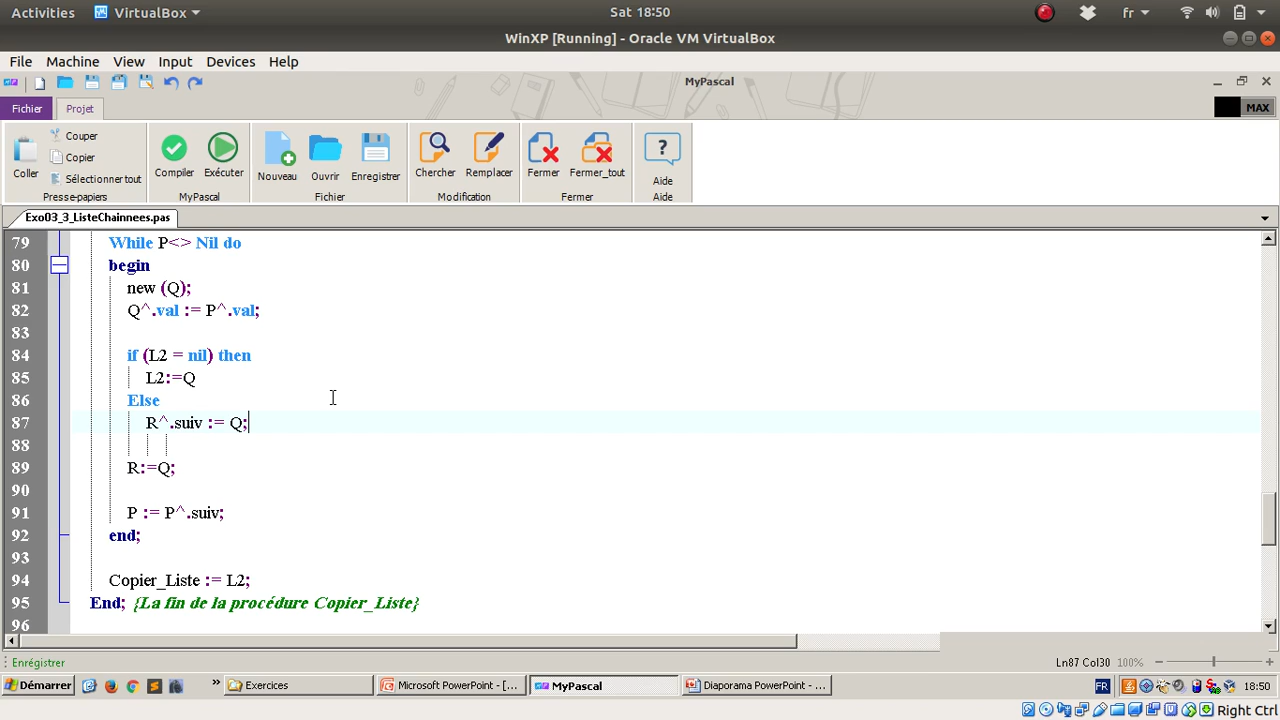 Activities VirtualBox Sat 18:50 fr
WinXP [Running] - Oracle VM VirtualBox
File Machine View Input Devices Help
MyPascal
Fichier Projet MAX
Coller Couper Copier Sélectionner tout Compiler Exécuter Nouveau Ouvrir Enregistrer Chercher Remplacer Fermer Fermer_tout ? Aide
Presse-papiers MyPascal Fichier Modification Fermer Aide
Exo03_3_ListeChainnees.pas
79 While P<> Nil do
80 begin
81 new (Q);
82 Q^.val := P^.val;
83
84 if (L2 = nil) then
85 L2:=Q
86 Else
87 R^.suiv := Q;
88
89 R:=Q;
90
91 P := P^.suiv;
92 end;
93
94 Copier_Liste := L2;
95 End; {La fin de la procédure Copier_Liste}
96
Enrégistrer Ln87 Col30 100%
Démarrer » Exercices Microsoft PowerPoint - [... MyPascal Diaporama PowerPoint - ... FR 18:50
Right Ctrl